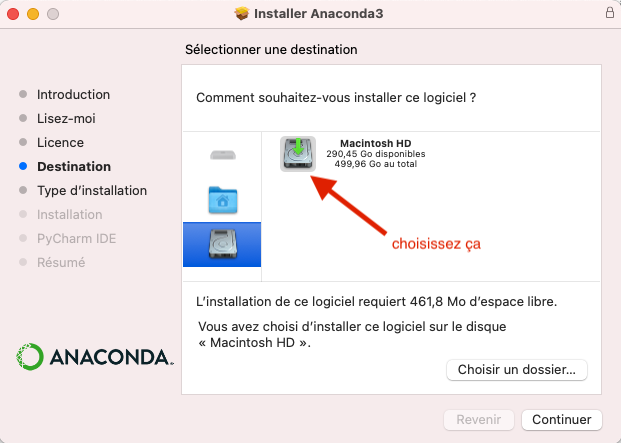 Installer Anaconda3
Sélectionner une destination
Introduction
Lisez-moi
Licence
Destination
Type d'installation
Installation
PyCharm IDE
Résumé
ANACONDA.
Comment souhaitez-vous installer ce logiciel ?
Macintosh HD
290,45 Go disponibles
499,96 Go au total
choisissez ça
L'installation de ce logiciel requiert 461,8 Mo d'espace libre.
Vous avez choisi d'installer ce logiciel sur le disque
« Macintosh HD ».
Choisir un dossier...
Revenir
Continuer